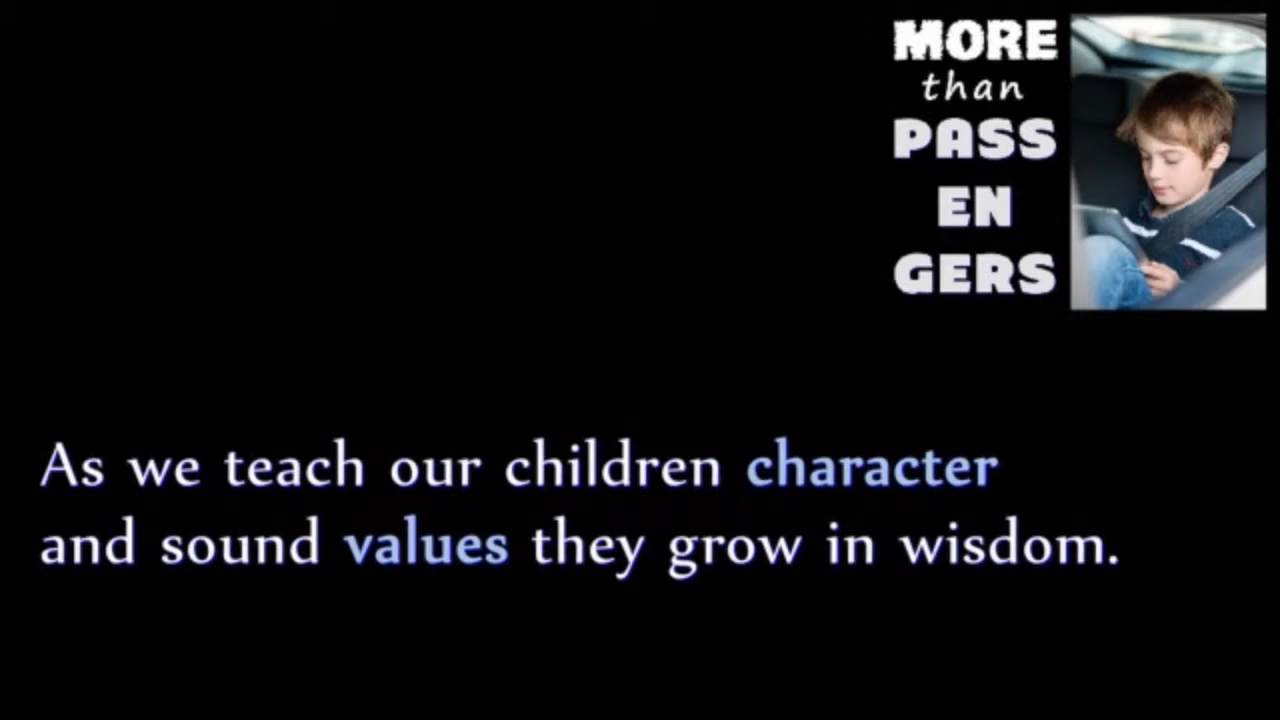 MORE
than
PASS
EN
GERS
As we teach our children character
and sound values they grow in wisdom.